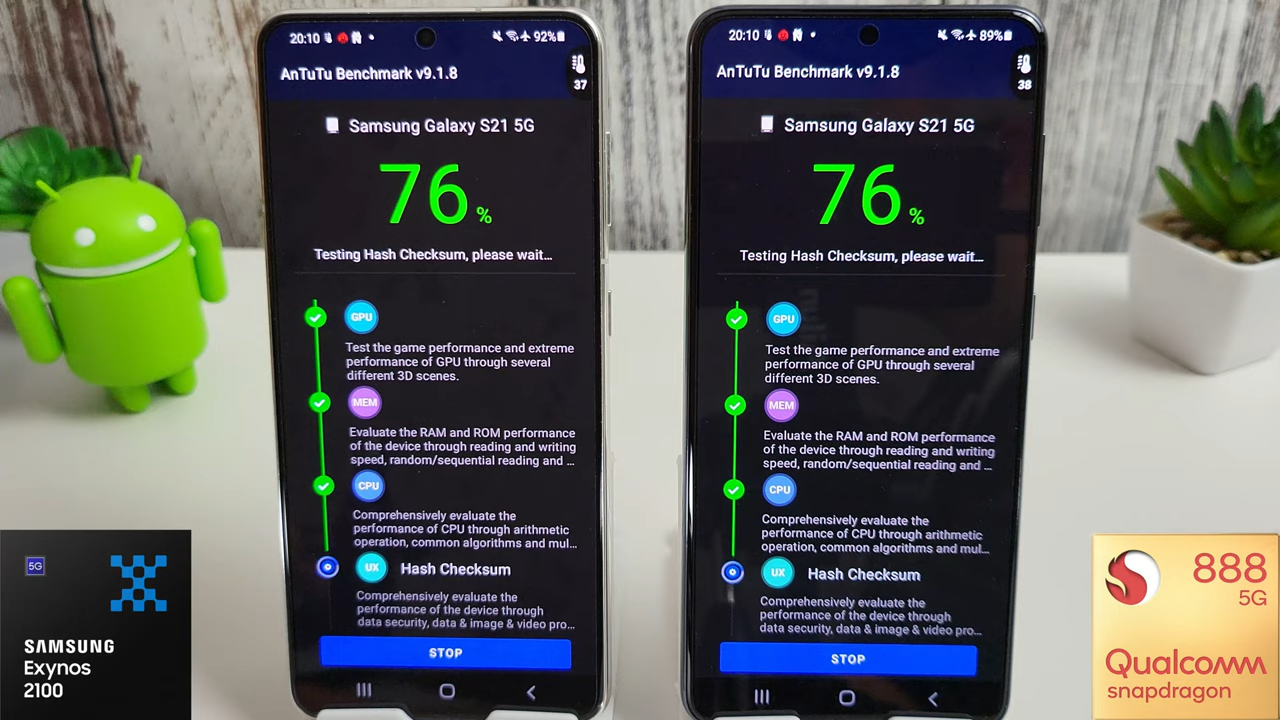 20:10
92%
AnTuTu Benchmark v9.1.8
37
Samsung Galaxy S21 5G
76%
Testing Hash Checksum, please wait...
GPU
Test the game performance and extreme
performance of GPU through several
different 3D scenes.
MEM
Evaluate the RAM and ROM performance
of the device through reading and writing
speed, random/sequential reading and ...
CPU
Comprehensively evaluate the
performance of CPU through arithmetic
operation, common algorithms and mul...
UX Hash Checksum
Comprehensively evaluate the
performance of the device through
data security, data & image & video pro...
STOP
20:10
89%
AnTuTu Benchmark v9.1.8
38
Samsung Galaxy S21 5G
76%
Testing Hash Checksum, please wait...
GPU
Test the game performance and extreme
performance of GPU through several
different 3D scenes.
MEM
Evaluate the RAM and ROM performance
of the device through reading and writing
speed, random/sequential reading and ...
CPU
Comprehensively evaluate the
performance of CPU through arithmetic
operation, common algorithms and mul...
UX Hash Checksum
Comprehensively evaluate the
performance of the device through
data security, data & image & video pro...
STOP
5G
SAMSUNG
Exynos
2100
888
5G
Qualcomm
snapdragon